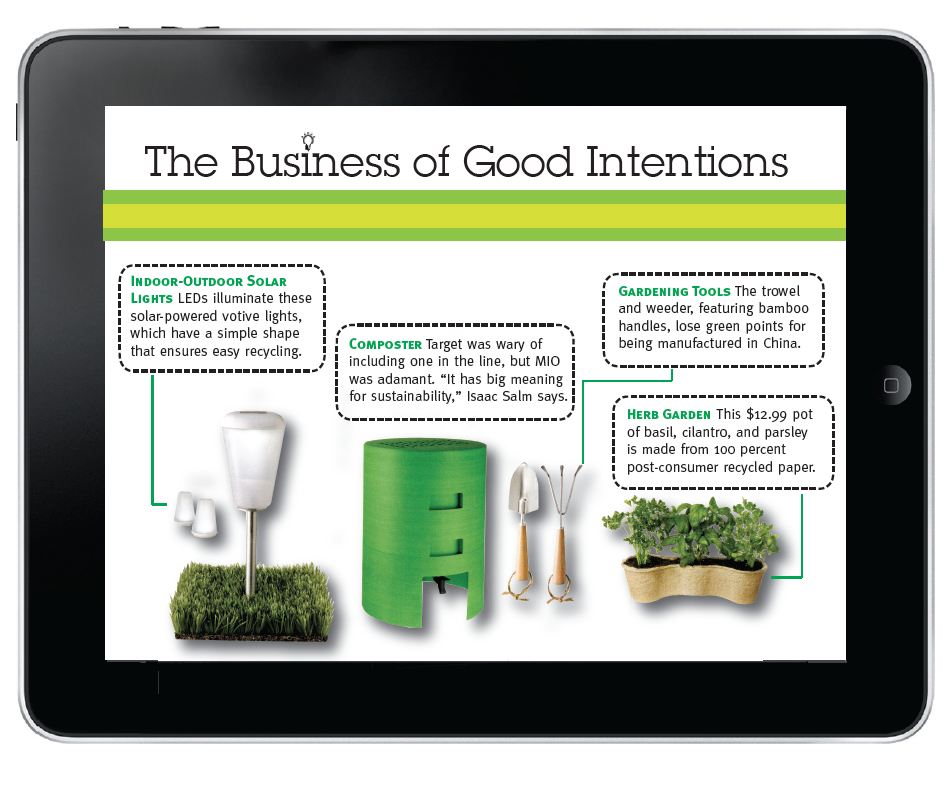 The Business of Good Intentions
Indoor-Outdoor Solar
Lights LEDs illuminate these
solar-powered votive lights,
which have a simple shape
that ensures easy recycling.
Composter Target was wary of
including one in the line, but MIO
was adamant. “It has big meaning
for sustainability,” Isaac Salm says.
Gardening Tools The trowel
and weeder, featuring bamboo
handles, lose green points for
being manufactured in China.
Herb Garden This $12.99 pot
of basil, cilantro, and parsley
is made from 100 percent
post-consumer recycled paper.